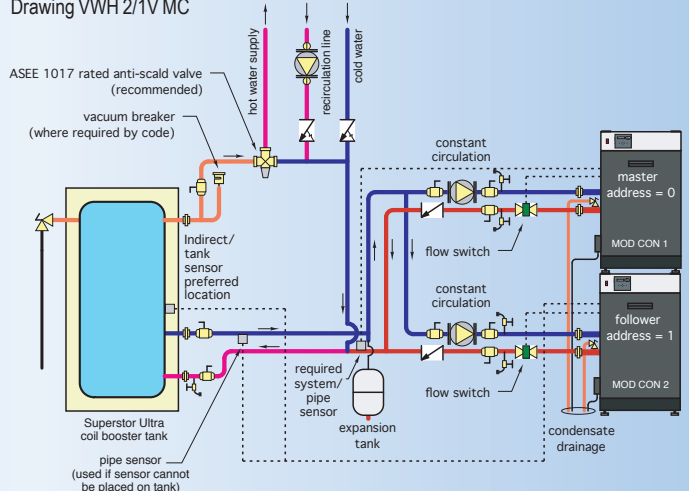 Drawing VWH 2/1V MC
ASEE 1017 rated anti-scald valve
(recommended)
vacuum breaker
(where required by code)
hot water supply
recirculation line
cold water
constant
circulation
master
address = 0
MOD CON 1
Indirect/
tank
sensor
preferred
location
flow switch
constant
circulation
follower
address = 1
MOD CON 2
required
system/
pipe
sensor
flow switch
expansion
tank
condensate
drainage
Superstor Ultra
coil booster tank
pipe sensor
(used if sensor cannot
be placed on tank)